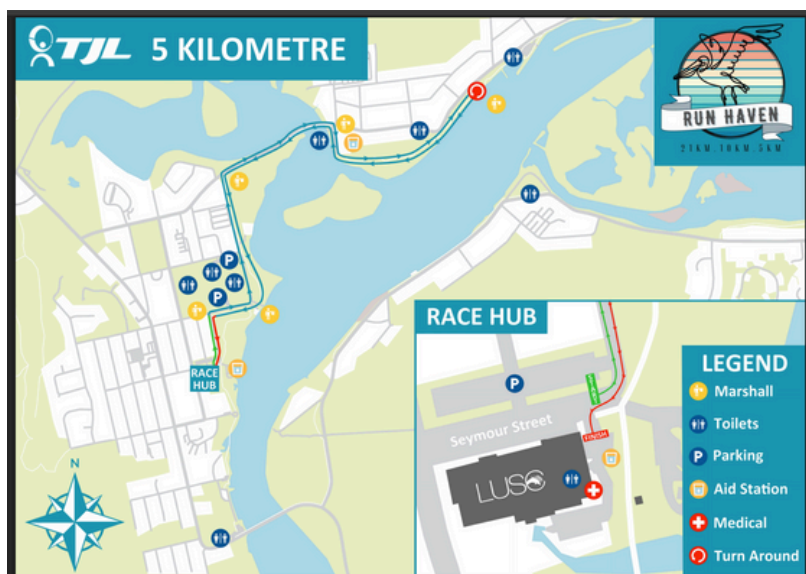 TJL 5 KILOMETRE
RUN HAVEN
21KM.10KM.5KM
P
P
RACE
HUB
N
RACE HUB
P
START
Seymour Street
FINISH
LUSC
LEGEND
Marshall
Toilets
P Parking
Aid Station
Medical
Turn Around